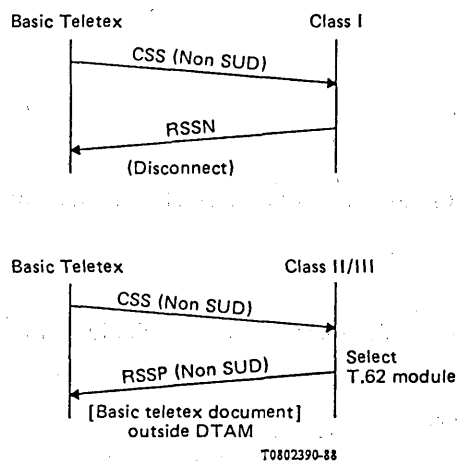 Basic Teletex Class I
CSS (Non SUD)
RSSN
(Disconnect)
Basic Teletex Class II/III
CSS (Non SUD)
RSSP (Non SUD)
Select
T.62 module
[Basic teletex document]
outside DTAM
T0802390-88